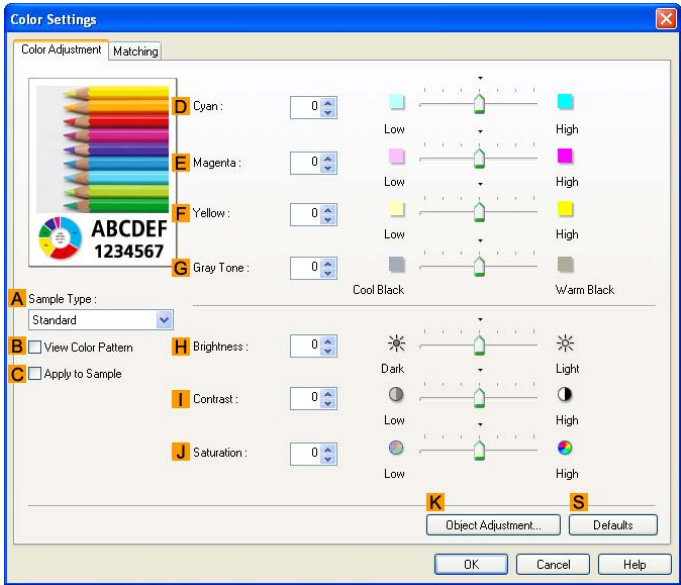 Color Settings
Color Adjustment Matching
D Cyan : 0
Low High
E Magenta : 0
Low High
F Yellow : 0
Low High
ABCDEF
1234567
G Gray Tone : 0
Cool Black Warm Black
A Sample Type :
Standard
B View Color Pattern
C Apply to Sample
H Brightness : 0
Dark Light
I Contrast : 0
Low High
J Saturation : 0
Low High
K S
Object Adjustment... Defaults
OK Cancel Help